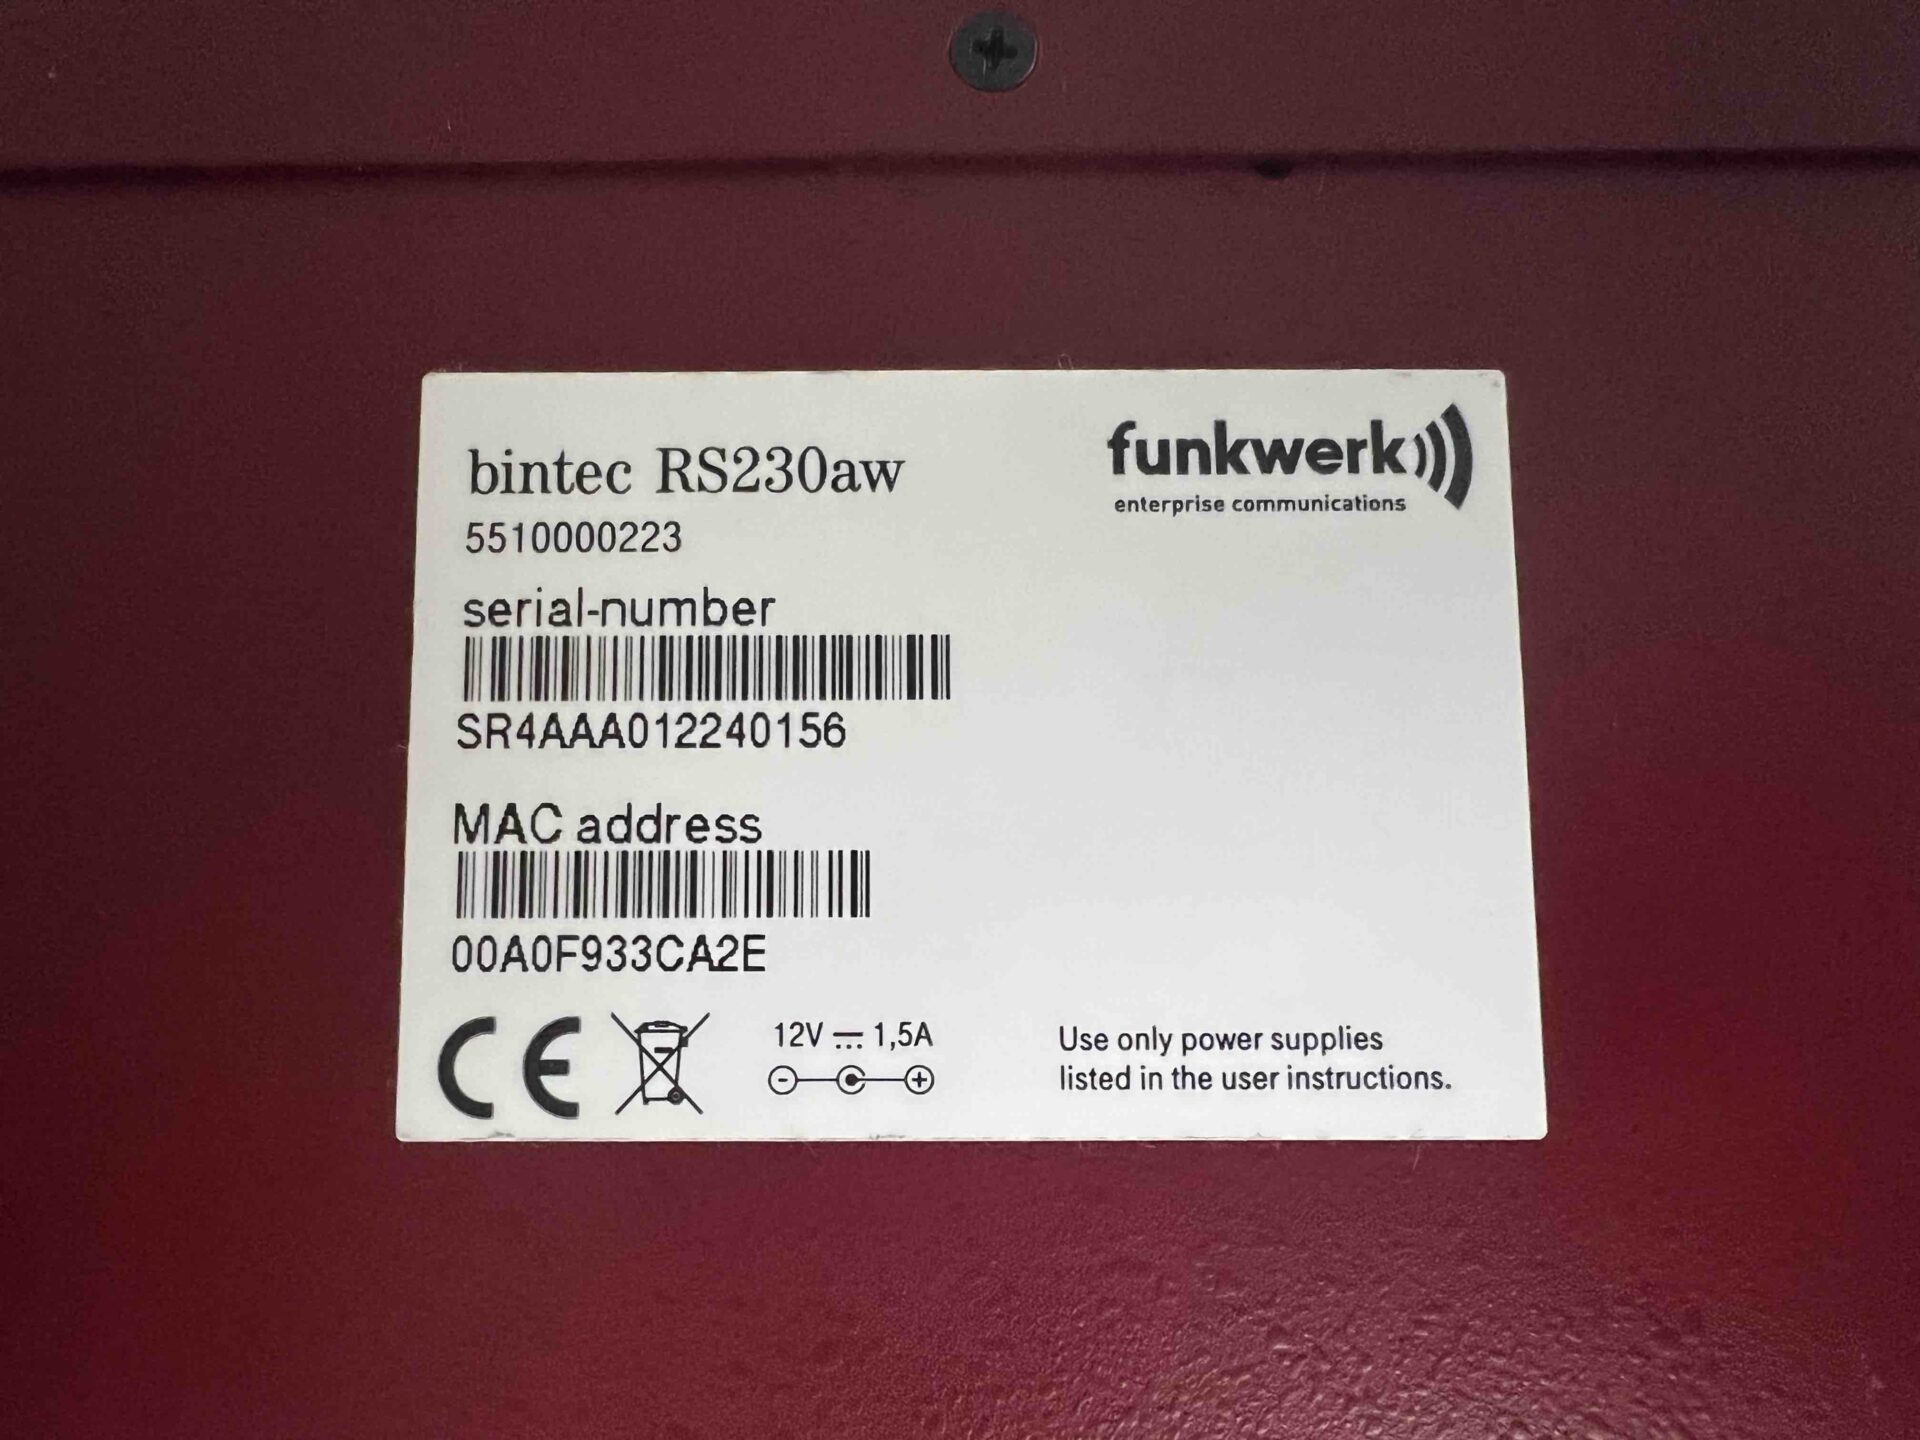 bintec RS230aw
funkwerk
enterprise communications
5510000223
serial-number
SR4AAA012240156
MAC address
00A0F933CA2E
CE
12V ⎓ 1,5A
Use only power supplies
listed in the user instructions.